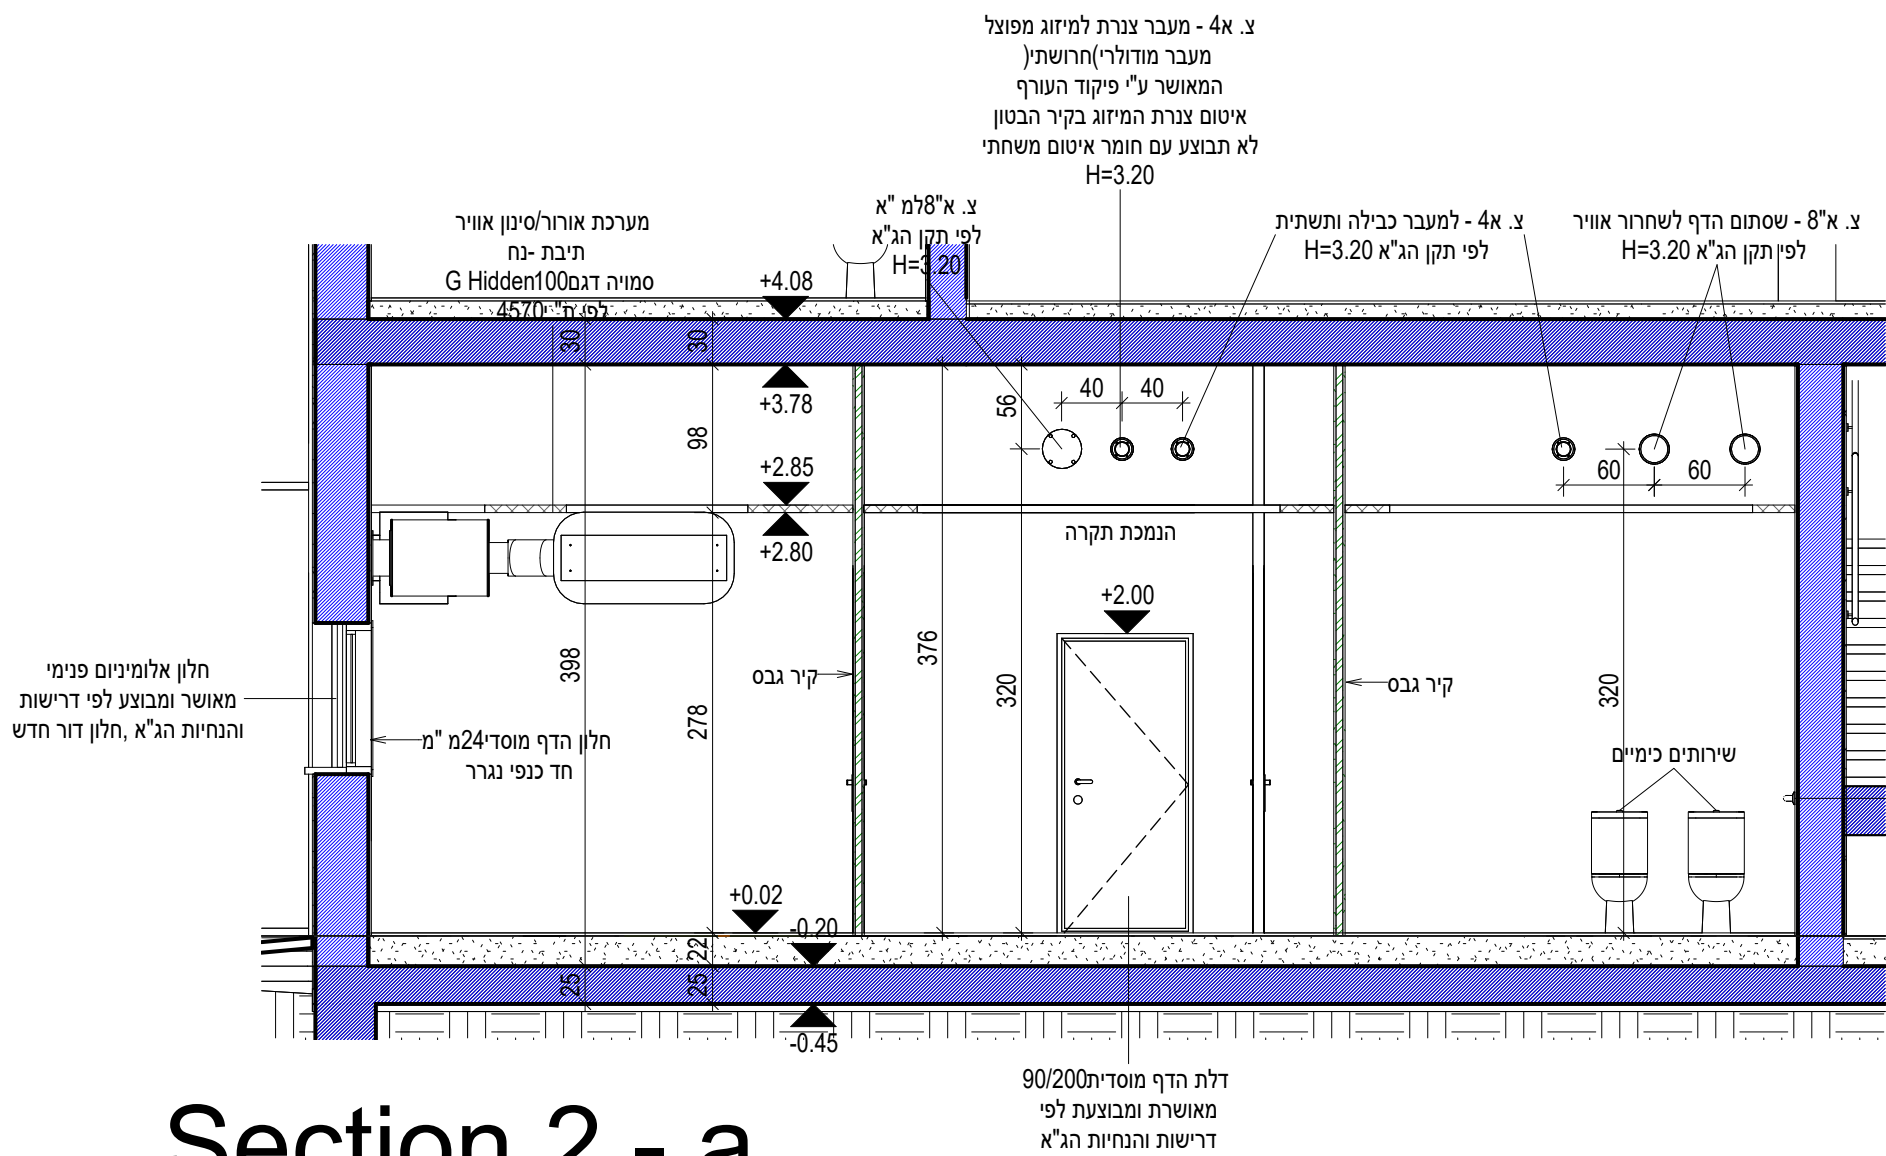 צ. א4 - מעבר צנרת למיזוג מפוצל
מעבר מודולרי)חרושתי(
המאושר ע"י פיקוד העורף
איטום צנרת המיזוג בקיר הבטון
לא תבוצע עם חומר איטום משחתי
H=3.20
צ. א"8למ "א
לפי תקן הג"א
H=3.20
מערכת אורור/סינון אוויר
תיבת -נח
סמויה דגםG Hidden100
לפי ת"י 4570
צ. א4 - למעבר כבילה ותשתית
לפי תקן הג"א H=3.20
צ. א"8 - שסתום הדף לשחרור אוויר
לפי תקן הג"א H=3.20
+4.08
30
30
+3.78
98
56
40
40
+2.85
60
60
+2.80
הנמכת תקרה
+2.00
398
278
376
320
320
קיר גבס
קיר גבס
חלון אלומיניום פנימי
מאושר ומבוצע לפי דרישות
והנחיות הג"א ,חלון דור חדש
חלון הדף מוסדי24מ "מ
חד כנפי נגרר
שירותים כימיים
+0.02
-0.20
22
25
25
-0.45
דלת הדף מוסדית90/200
מאושרת ומבוצעת לפי
דרישות והנחיות הג"א
Section 2 - a